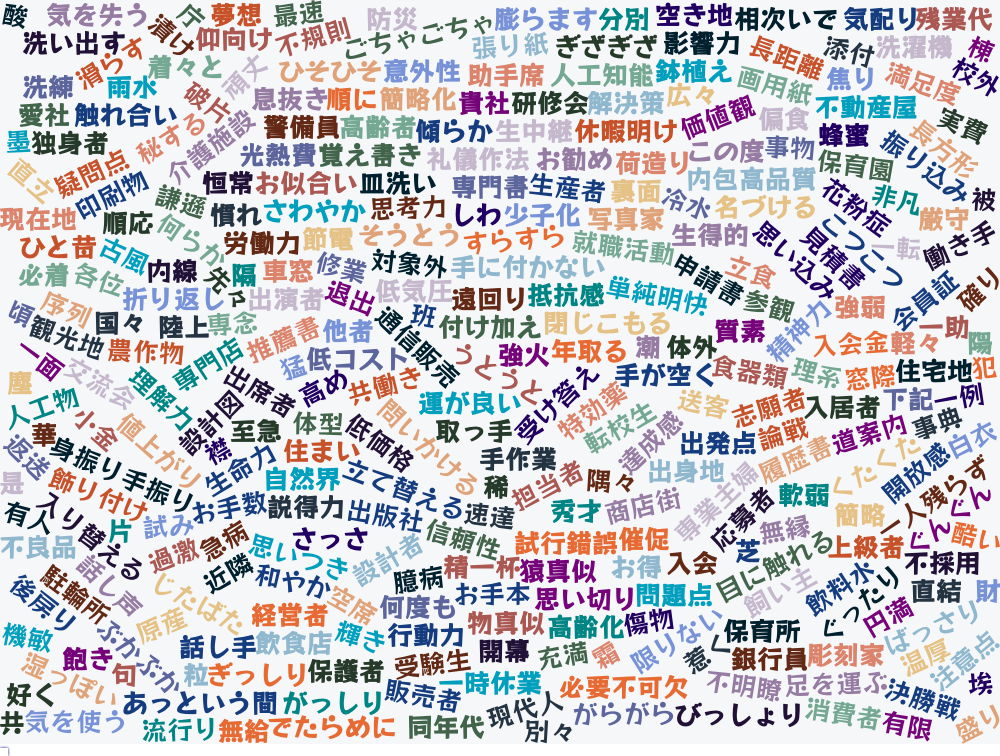 酸 気を失う 今 夢想 最速 防災 膨らます 分別 空き地 相次いで 気配り 残業代
洗い出す 漬け 仰向け 不規則 ごちゃごちゃ 張り紙 ぎざぎざ 影響力 長距離 添付 洗濯機 棟
洗練 滑らす 雨水 着々と 頑丈 ひそひそ 意外性 助手席 人工知能 鉢植え 画用紙 焦り 満足度 校外
愛社 触れ合い 破片 息抜き 順に 簡略化 貴社 研修会 解決策 広々 価値観 偏食 不動産屋 実費
墨 独身者 秘する 介護施設 警備員 高齢者 傾らか 生中継 休暇明け 蜂蜜 長方形
直す 疑問点 光熱費 覚え書き 礼儀作法 お勧め 荷造り この度 事物 保育園 振り込み
印刷物 謙遜 恒常 お似合い 皿洗い 専門書 生産者 裏面 冷水 内包 高品質 花粉症 非凡 被
現在地 順応 何らか 慣れ さわやか 思考力 しわ 少子化 写真家 名づける こつこつ 厳守
ひと昔 古風 労働力 節電 そうとう すらすら 就職活動 生得的 思い込み 見積書 一転 働き手
必着 各位 内線 先々 隔 車窓 修業 対象外 手に付かない 申請書 立食 会員証 確り
頃 序列 折り返し 出演者 退出 低気圧 遠回り 抵抗感 単純明快 参観 強弱
観光地 国々 陸上 専念 推薦書 他者 通信販売 班 付け加え 閉じこもる 質素 精神力 入会金 軽々 一助 陽
一面 農作物 専門店 猛 低コスト うとうと 強火 年取る 潮 体外 食器類 理系 窓際 住宅地 犯
塵 交流会 理解力 出席者 高め 共働き 運が良い 受け答え 手が空く 送客 志願者 入居者 下記 一例
人工物 小金 値上がり 設計図 至急 体型 低価格 問いかける 取っ手 特効薬 転校生 達成感 出発点 論戦 道案内 事典
華 身振り手振り 襟 生命力 住まい 手作業 隅々 出身地 履歴書 くたくた 開放感 白衣
返送 是 飾り付け お手数 自然界 立て替える 稀 担当者 商店街 専業主婦 軟弱 一人残らず
有人 入り替える 片 試み 説得力 出版社 速達 秀才 応募者 無縁 簡略 ぐんぐん
不良品 過激 急病 思いつき さっさ 信頼性 試行錯誤 催促 芝 上級者 酷い
話し声 近隣 和やか 設計者 臆病 精一杯 猿真似 お得 入会 目に触れる 不採用
後戻り 駐輪所 じたばた 空席 何度も お手本 思い切り 問題点 飼い主 飲料水 直結 財
機敏 ぶかぶか 原産 経営者 輝き 行動力 物真似 高齢化 傷物 限りない 保育所 ぐったり 円満 ばっさり
湿っぽい 飽き 話し手 飲食店 開幕 充満 霜 惹く 銀行員 彫刻家 温厚 注意点
句 粒 ぎっしり 保護者 受験生 一時休業 必要不可欠 不明瞭 足を運ぶ 決勝戦 埃
好く あっという間 がっしり 販売者 現代人 がらがら びっしょり 消費者 有限
共 気を使う 流行り 無給 でたらめに 同年代 別々 盛り